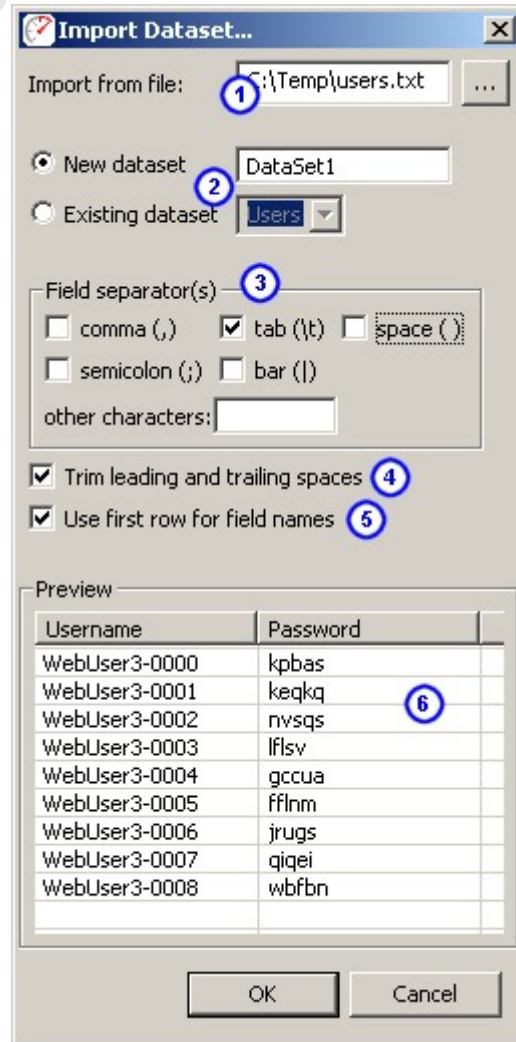 Import Dataset...
Import from file: C:\Temp\users.txt ...
1
New dataset DataSet1
2
Existing dataset Users
Field separator(s) 3
comma (,) tab (\t) space ( )
semicolon (;) bar (|)
other characters:
Trim leading and trailing spaces 4
Use first row for field names 5
Preview
Username Password
WebUser3-0000 kpbas
WebUser3-0001 keqkq
6
WebUser3-0002 nvsqs
WebUser3-0003 lflsv
WebUser3-0004 gccua
WebUser3-0005 fflnm
WebUser3-0006 jrugs
WebUser3-0007 qiqei
WebUser3-0008 wbfbn
OK Cancel